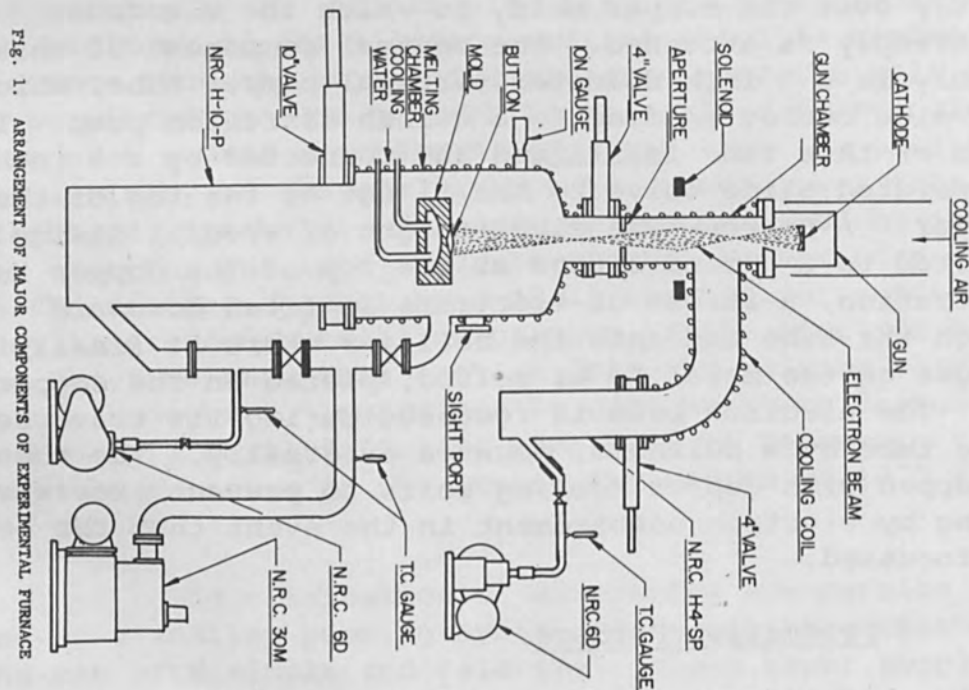 COOLING AIR
CATHODE
GUN CHAMBER
SOLENOID
APERTURE
4" VALVE
ION GAUGE
BUTTON
MOLD
MELTING
CHAMBER
COOLING
WATER
10" VALVE
NRC. H-10-P
GUN
ELECTRON BEAM
COOLING COIL
4" VALVE
N.R.C. H4-SP
T.C. GAUGE
N.R.C. 6D
SIGHT PORT
T.C. GAUGE
N.R.C. 6D
N.R.C. 30M
Fig. 1 ARRANGEMENT OF MAJOR COMPONENTS OF EXPERIMENTAL FURNACE